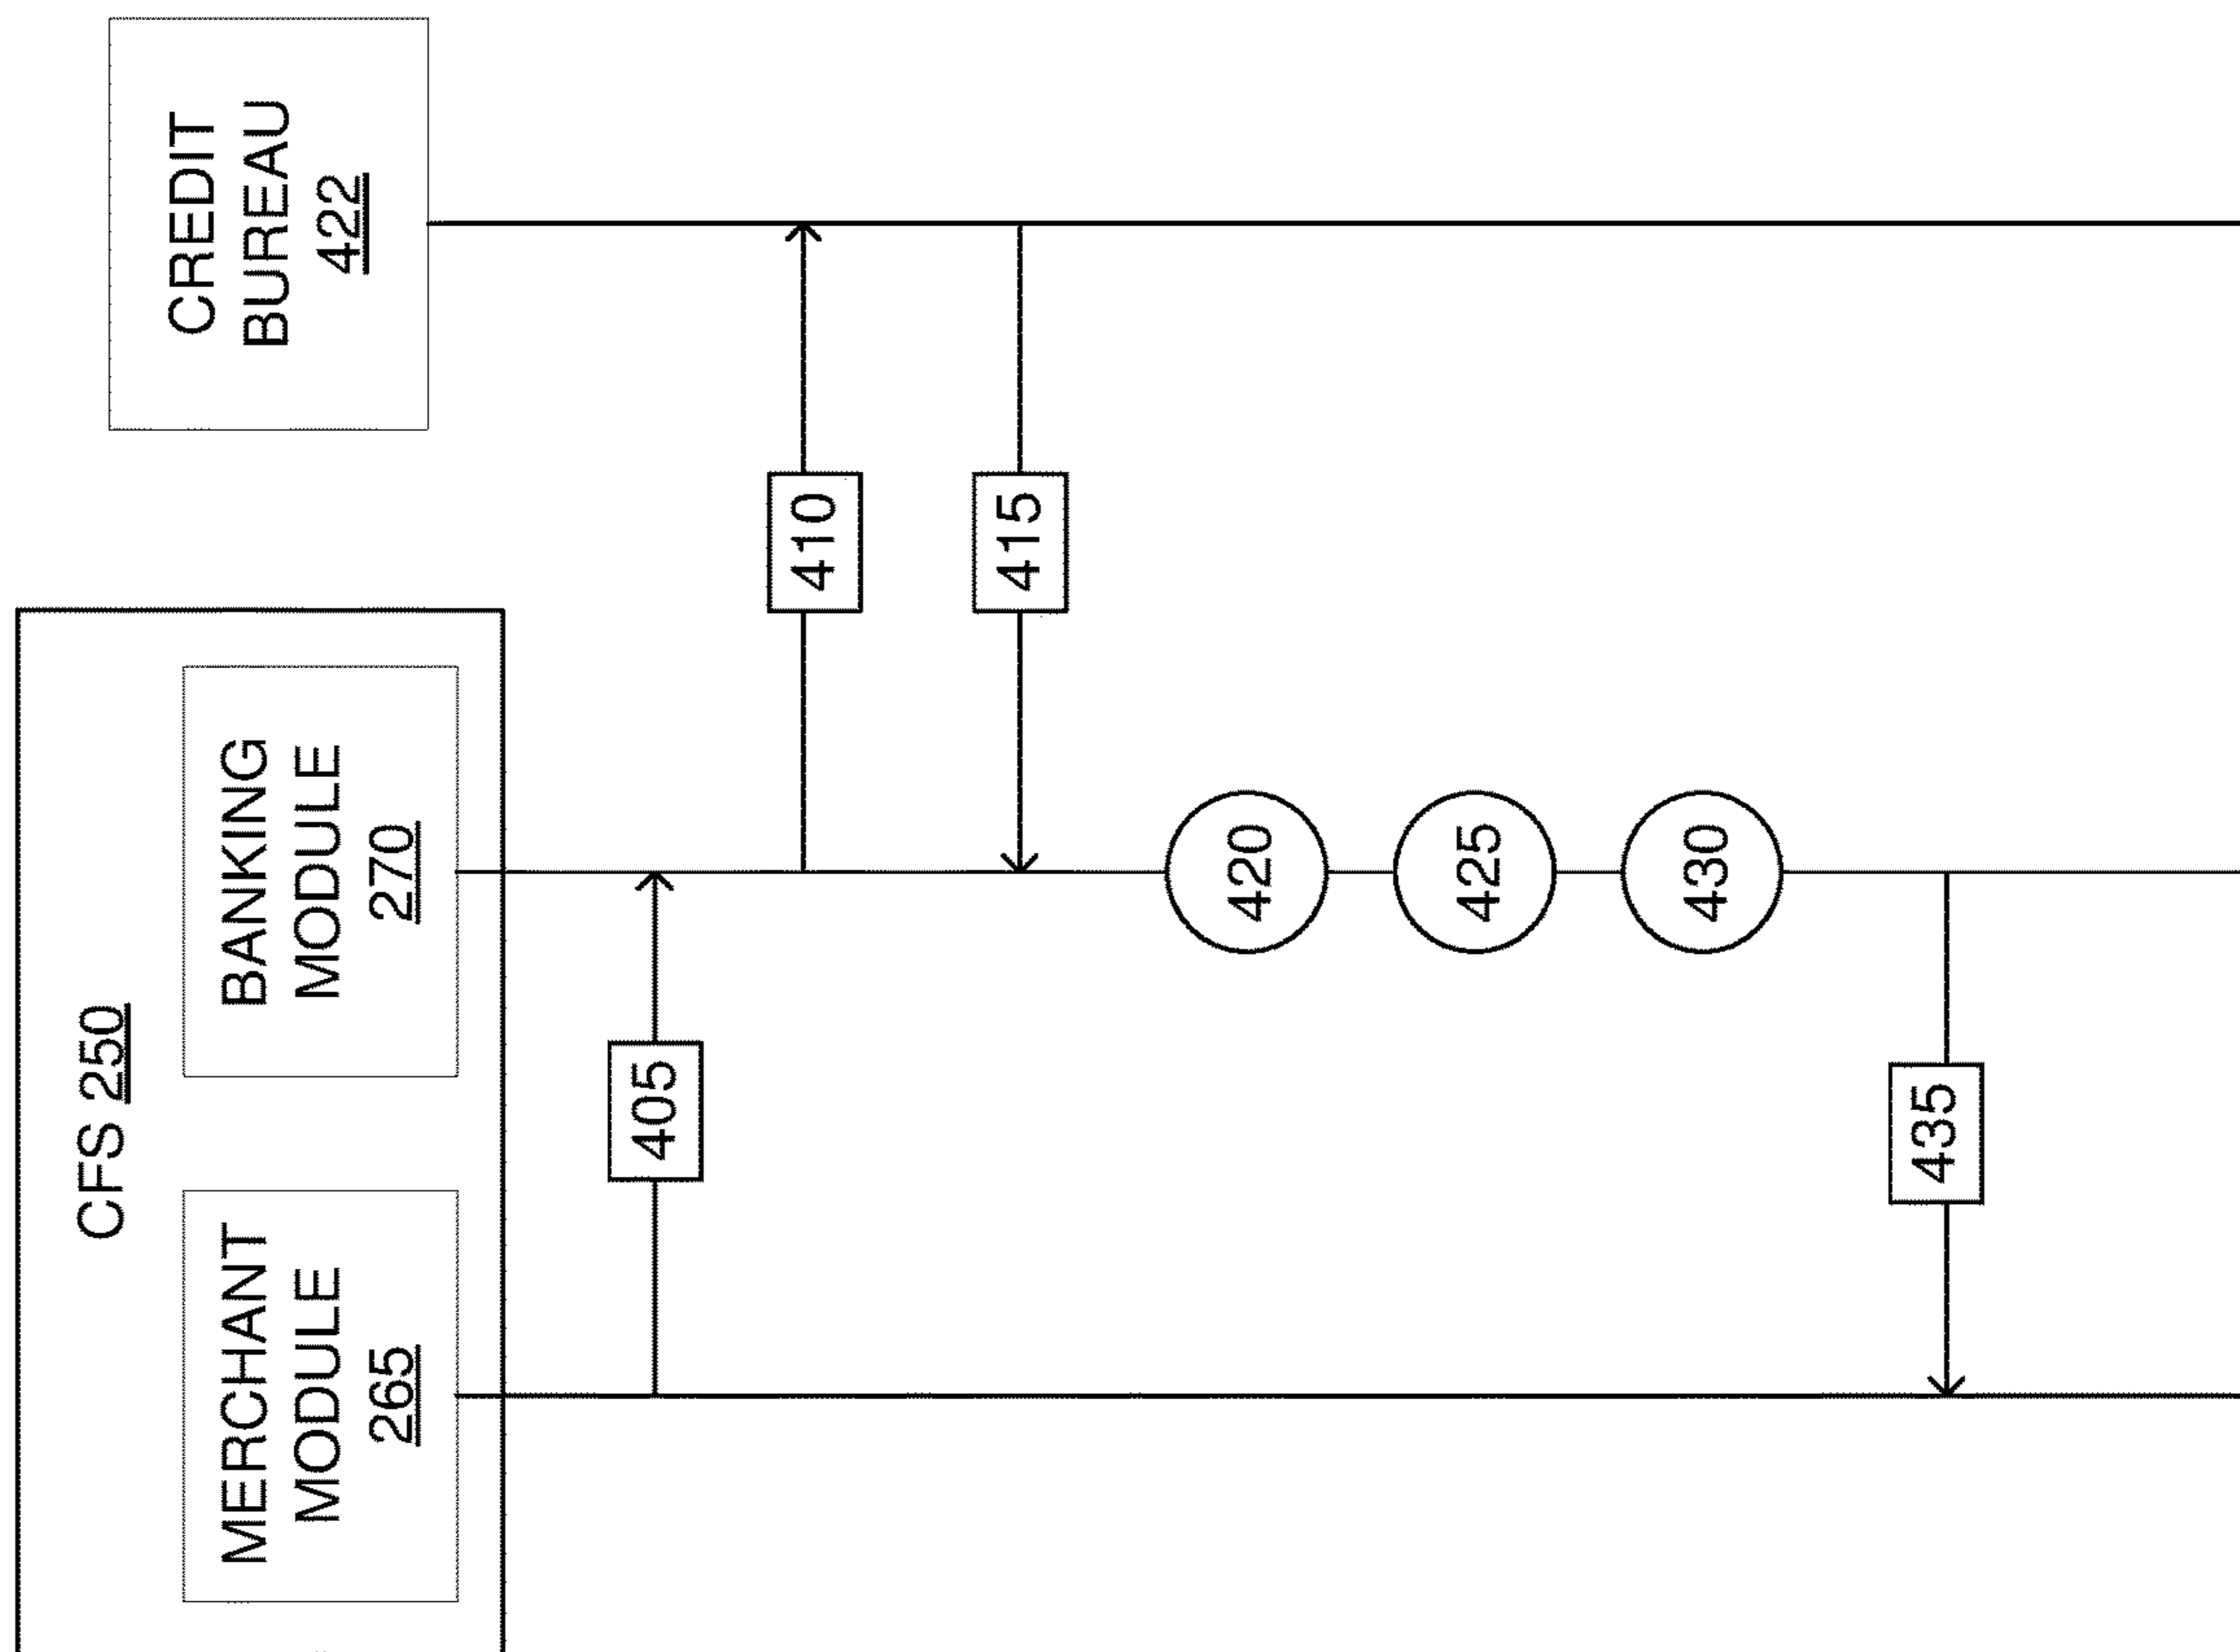 CFS 250
MERCHANT
MODULE
265
BANKING
MODULE
270
CREDIT
BUREAU
422
405
410
415
420
425
430
435